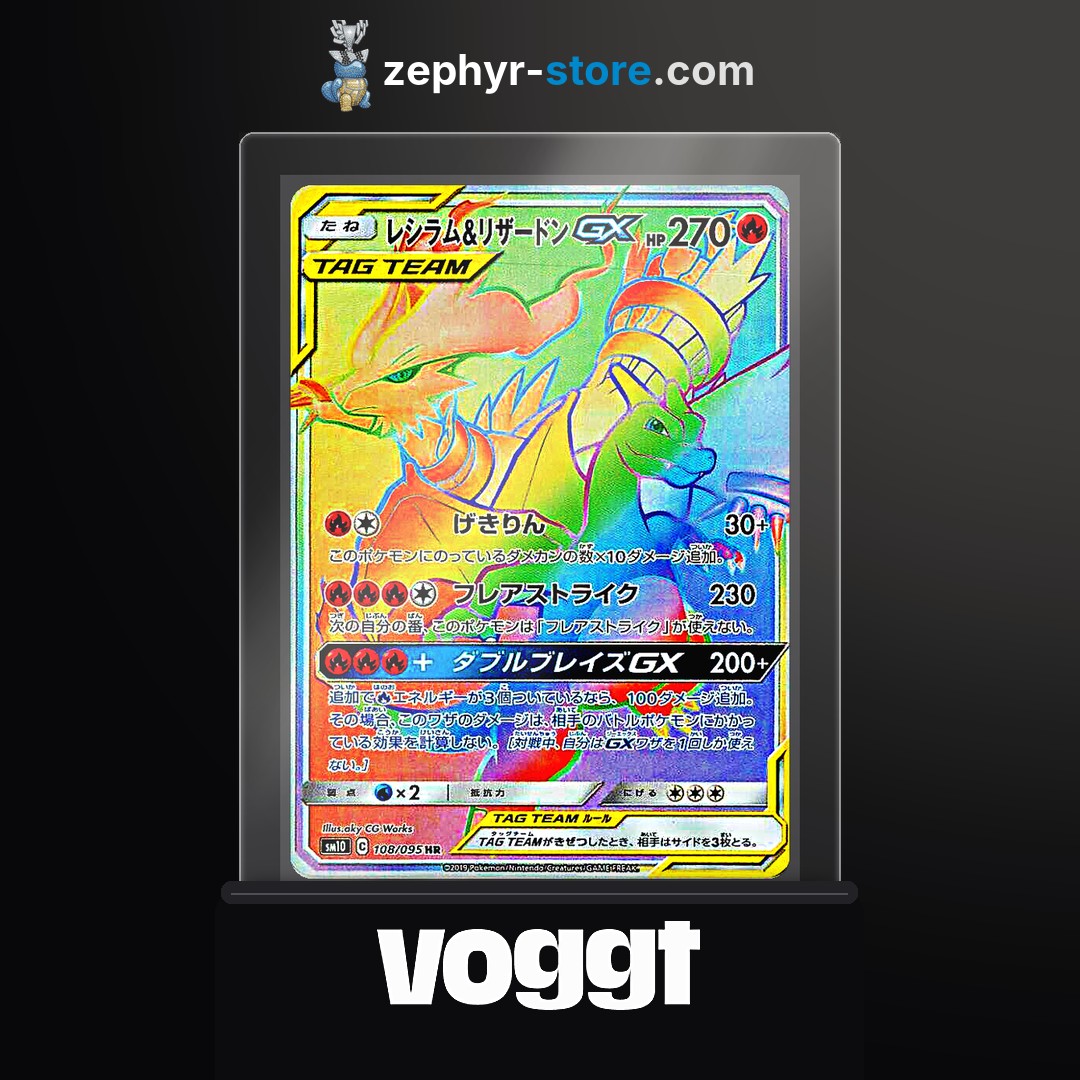 zephyr-store.com
たね レシラム&リザードンGX HP270
TAG TEAM
げきりん 30+
このポケモンにのっているダメカンの数×10ダメージ追加。
フレアストライク 230
次の自分の番、このポケモンは「フレアストライク」が使えない。
+ ダブルブレイズGX 200+
追加で エネルギーが3個ついているなら、100ダメージ追加。
その場合、このワザのダメージは、相手のバトルポケモンにかかっ
ている効果を計算しない。[対戦中、自分はGXワザを1回しか使え
ない。]
弱点 ×2 抵抗力 にげる
TAG TEAM ルール
TAG TEAMがきぜつしたとき、相手はサイドを3枚とる。
Illus.aky CG Works
SM10 C 108/095 HR
©2019 Pokémon/Nintendo/Creatures/GAME FREAK.
voggt